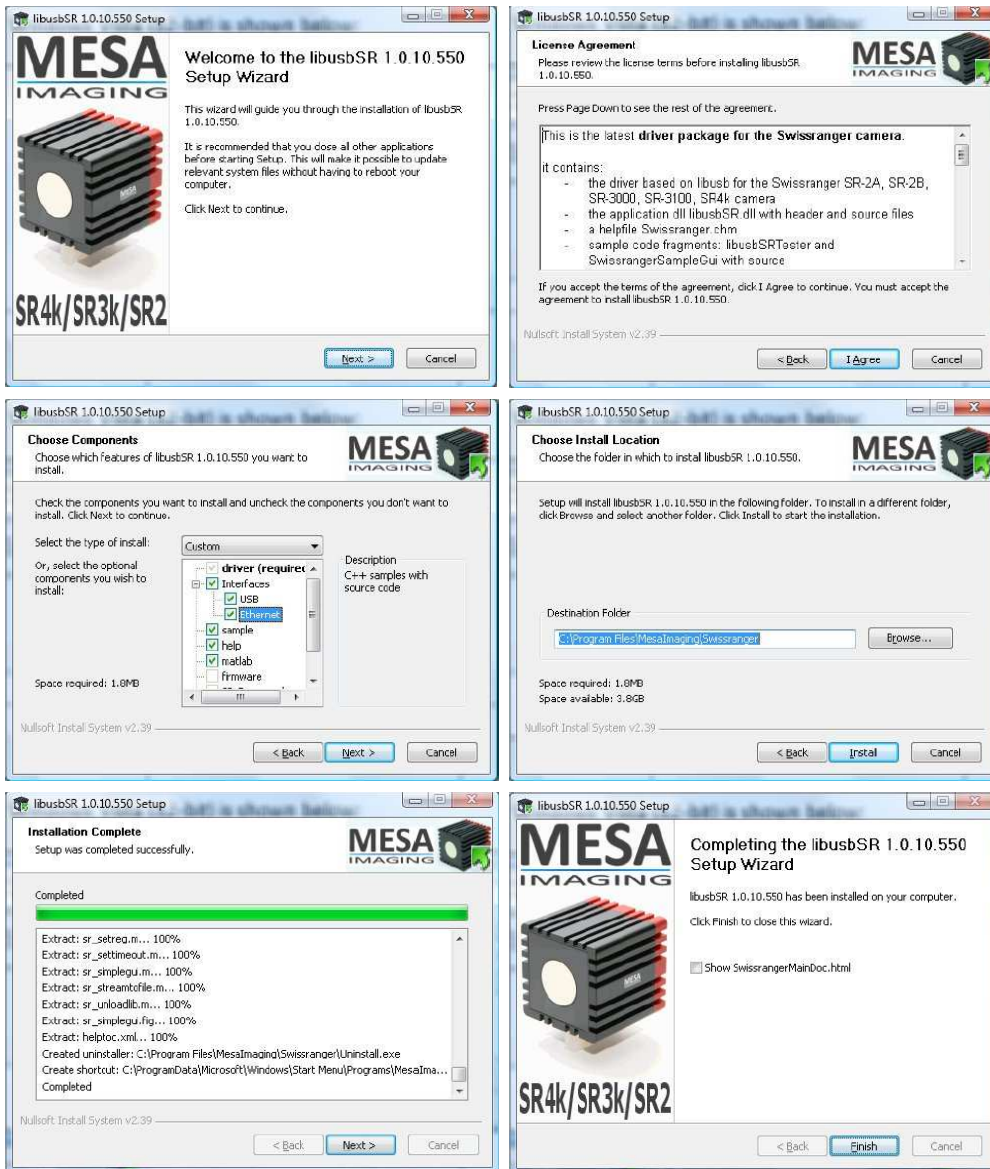 libusbSR 1.0.10.550 Setup
MESA
IMAGING
MESA
SR4k/SR3k/SR2
Welcome to the libusbSR 1.0.10.550
Setup Wizard
This wizard will guide you through the installation of libusbSR
1.0.10.550.
It is recommended that you close all other applications
before starting Setup. This will make it possible to update
relevant system files without having to reboot your
computer.
Click Next to continue.
Next >
Cancel
libusbSR 1.0.10.550 Setup
License Agreement
Please review the license terms before installing libusbSR
1.0.10.550.
MESA
IMAGING
Press Page Down to see the rest of the agreement.
This is the latest driver package for the Swissranger camera.
it contains:
- the driver based on libusb for the Swissranger SR-2A, SR-2B,
SR-3000, SR-3100, SR4k camera
- the application dll libusbSR.dll with header and source files
- a helpfile Swissranger.chm
- sample code fragments: libusbSRTester and
SwissrangerSampleGui with source
If you accept the terms of the agreement, click I Agree to continue. You must accept the
agreement to install libusbSR 1.0.10.550.
Nullsoft Install System v2.39
< Back
I Agree
Cancel
libusbSR 1.0.10.550 Setup
Choose Components
Choose which features of libusbSR 1.0.10.550 you want to
install.
MESA
IMAGING
Check the components you want to install and uncheck the components you don't want to
install. Click Next to continue.
Select the type of install:
Custom
Or, select the optional
components you wish to
install:
driver (required
Interfaces
USB
Ethernet
sample
help
matlab
firmware
Description
C++ samples with
source code
Space required: 1.8MB
Nullsoft Install System v2.39
< Back
Next >
Cancel
libusbSR 1.0.10.550 Setup
Choose Install Location
Choose the folder in which to install libusbSR 1.0.10.550.
MESA
IMAGING
Setup will install libusbSR 1.0.10.550 in the following folder. To install in a different folder,
click Browse and select another folder. Click Install to start the installation.
Destination Folder
C:\Program Files\MesaImaging\Swissranger
Browse...
Space required: 1.8MB
Space available: 3.8GB
Nullsoft Install System v2.39
< Back
Install
Cancel
libusbSR 1.0.10.550 Setup
Installation Complete
Setup was completed successfully.
MESA
IMAGING
Completed
Extract: sr_setreg.m... 100%
Extract: sr_settimeout.m... 100%
Extract: sr_simplegui.m... 100%
Extract: sr_streamtofile.m... 100%
Extract: sr_unloadlib.m... 100%
Extract: sr_simplegui.fig... 100%
Extract: helptoc.xml... 100%
Created uninstaller: C:\Program Files\MesaImaging\Swissranger\Uninstall.exe
Create shortcut: C:\ProgramData\Microsoft\Windows\Start Menu\Programs\MesaIma...
Completed
Nullsoft Install System v2.39
< Back
Next >
Cancel
libusbSR 1.0.10.550 Setup
MESA
IMAGING
MESA
SR4k/SR3k/SR2
Completing the libusbSR 1.0.10.550
Setup Wizard
libusbSR 1.0.10.550 has been installed on your computer.
Click Finish to close this wizard.
Show SwissrangerMainDoc.html
< Back
Finish
Cancel